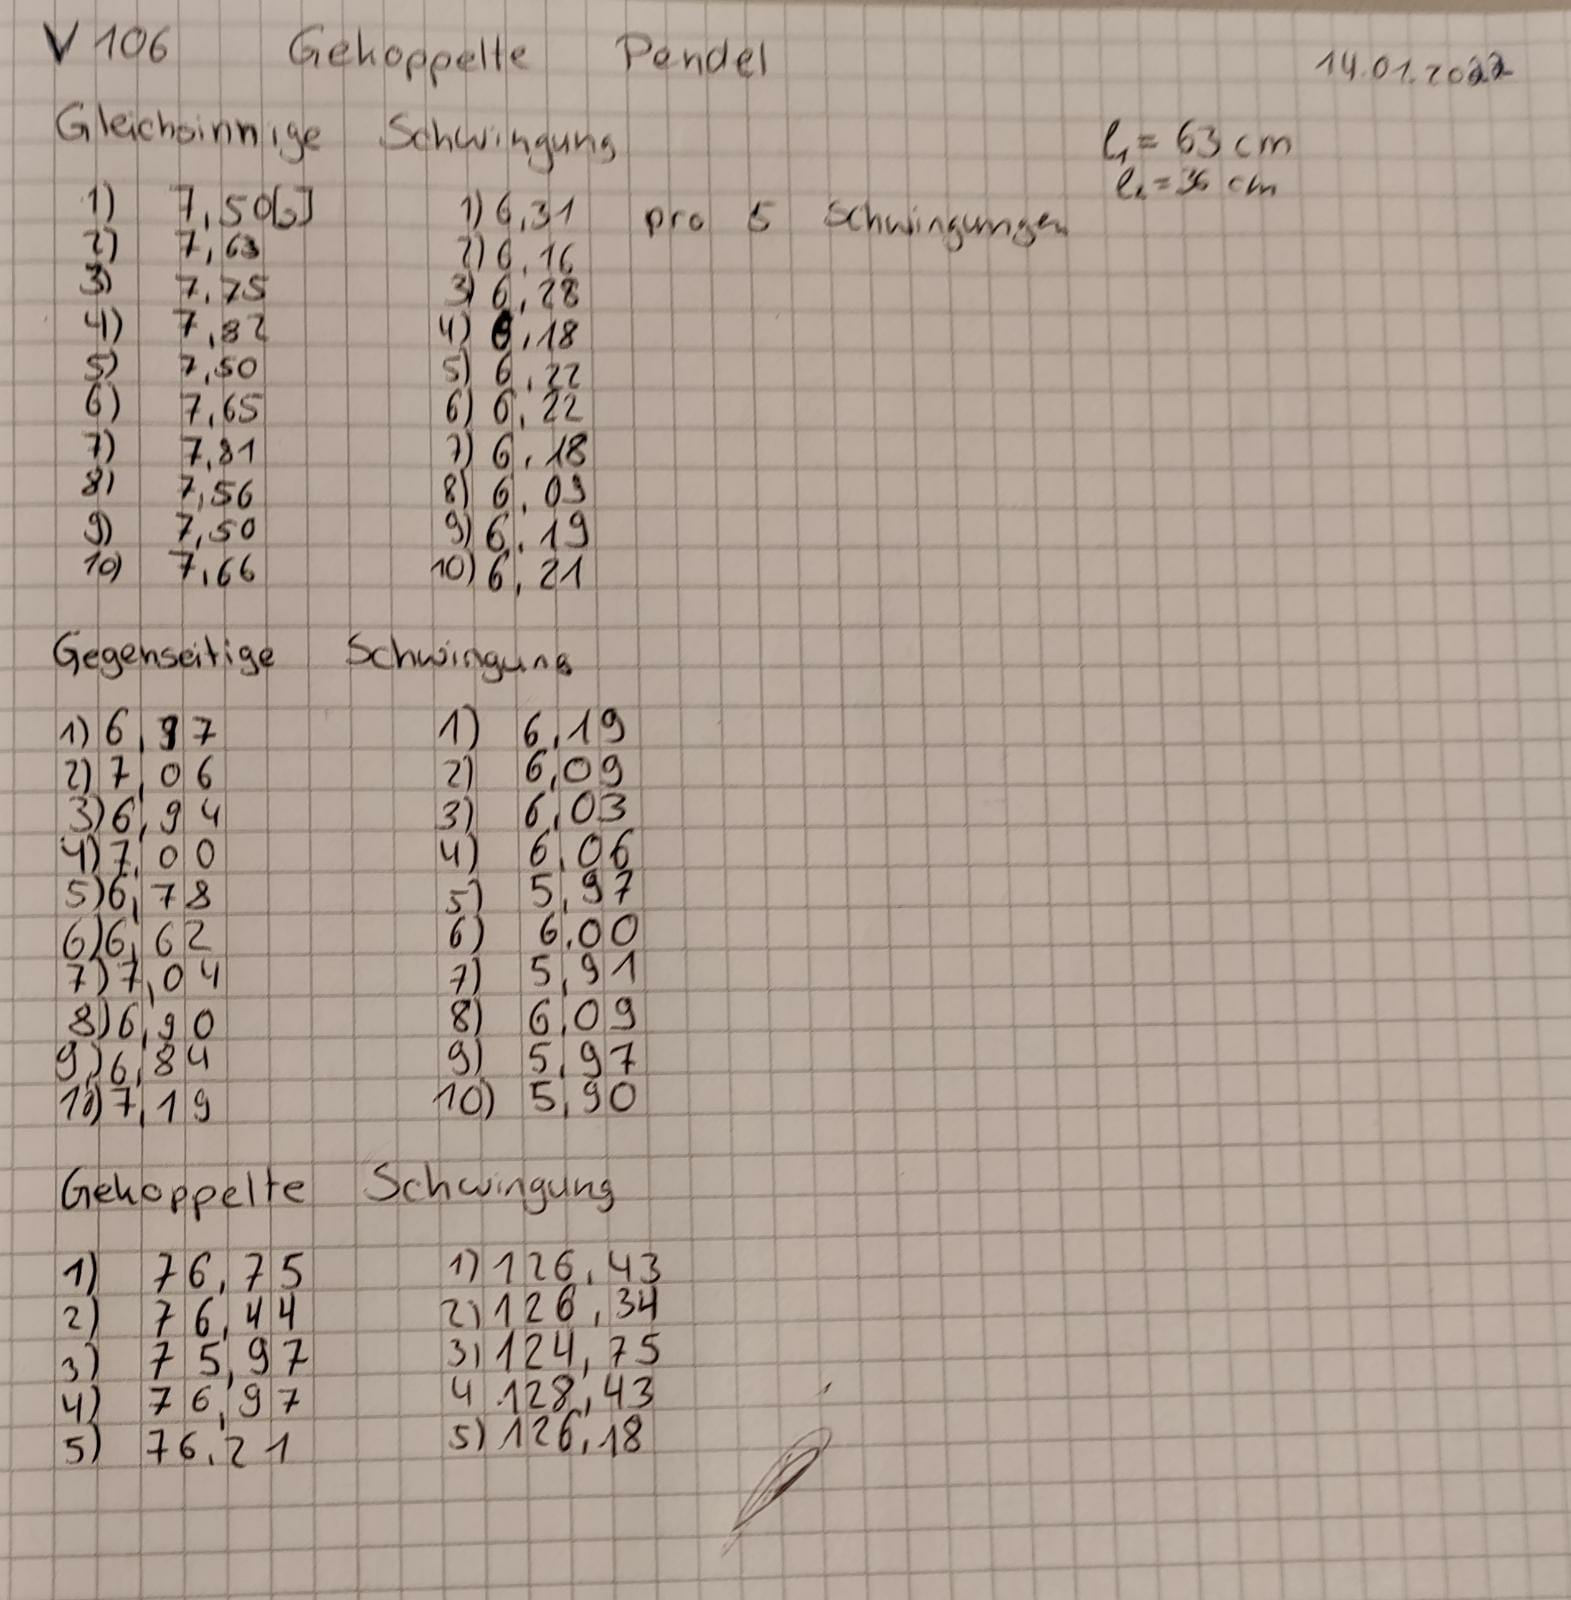 V 106 Gekoppelte Pendel 14.01.2022
Gleichsinnige Schwingung l₁ = 63 cm
l₂ = 36 cm
1) 7,50[s] 1) 6,31 pro 5 Schwingungen
2) 7,63 2) 6,16
3) 7,75 3) 6,28
4) 7,82 4) 6,18
5) 7,50 5) 6,22
6) 7,65 6) 6,22
7) 7,81 7) 6,18
8) 7,56 8) 6,09
9) 7,50 9) 6,19
10) 7,66 10) 6,21
Gegenseitige Schwingung
1) 6,97 1) 6,19
2) 7,06 2) 6,09
3) 6,94 3) 6,03
4) 7,00 4) 6,06
5) 6,78 5) 5,97
6) 6,62 6) 6,00
7) 7,04 7) 5,91
8) 6,90 8) 6,09
9) 6,84 9) 5,97
10) 7,19 10) 5,90
Gekoppelte Schwingung
1) 76,75 1) 126,43
2) 76,44 2) 126,34
3) 75,97 3) 124,75
4) 76,97 4 128,43
5) 76,21 5) 126,18